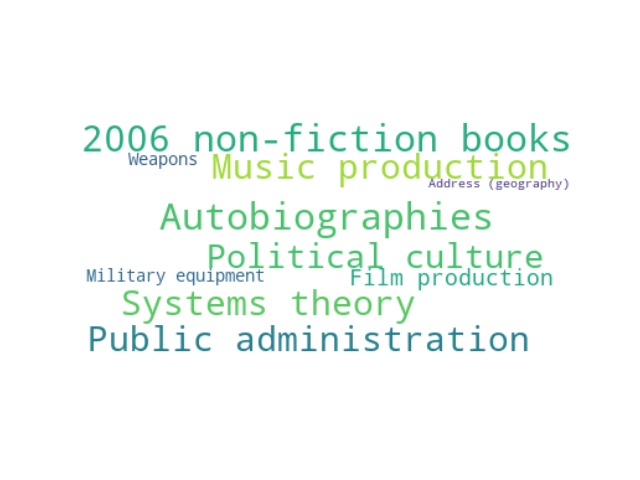 2006 non-fiction books
Weapons
Music production
Address (geography)
Autobiographies
Political culture
Military equipment
Film production
Systems theory
Public administration